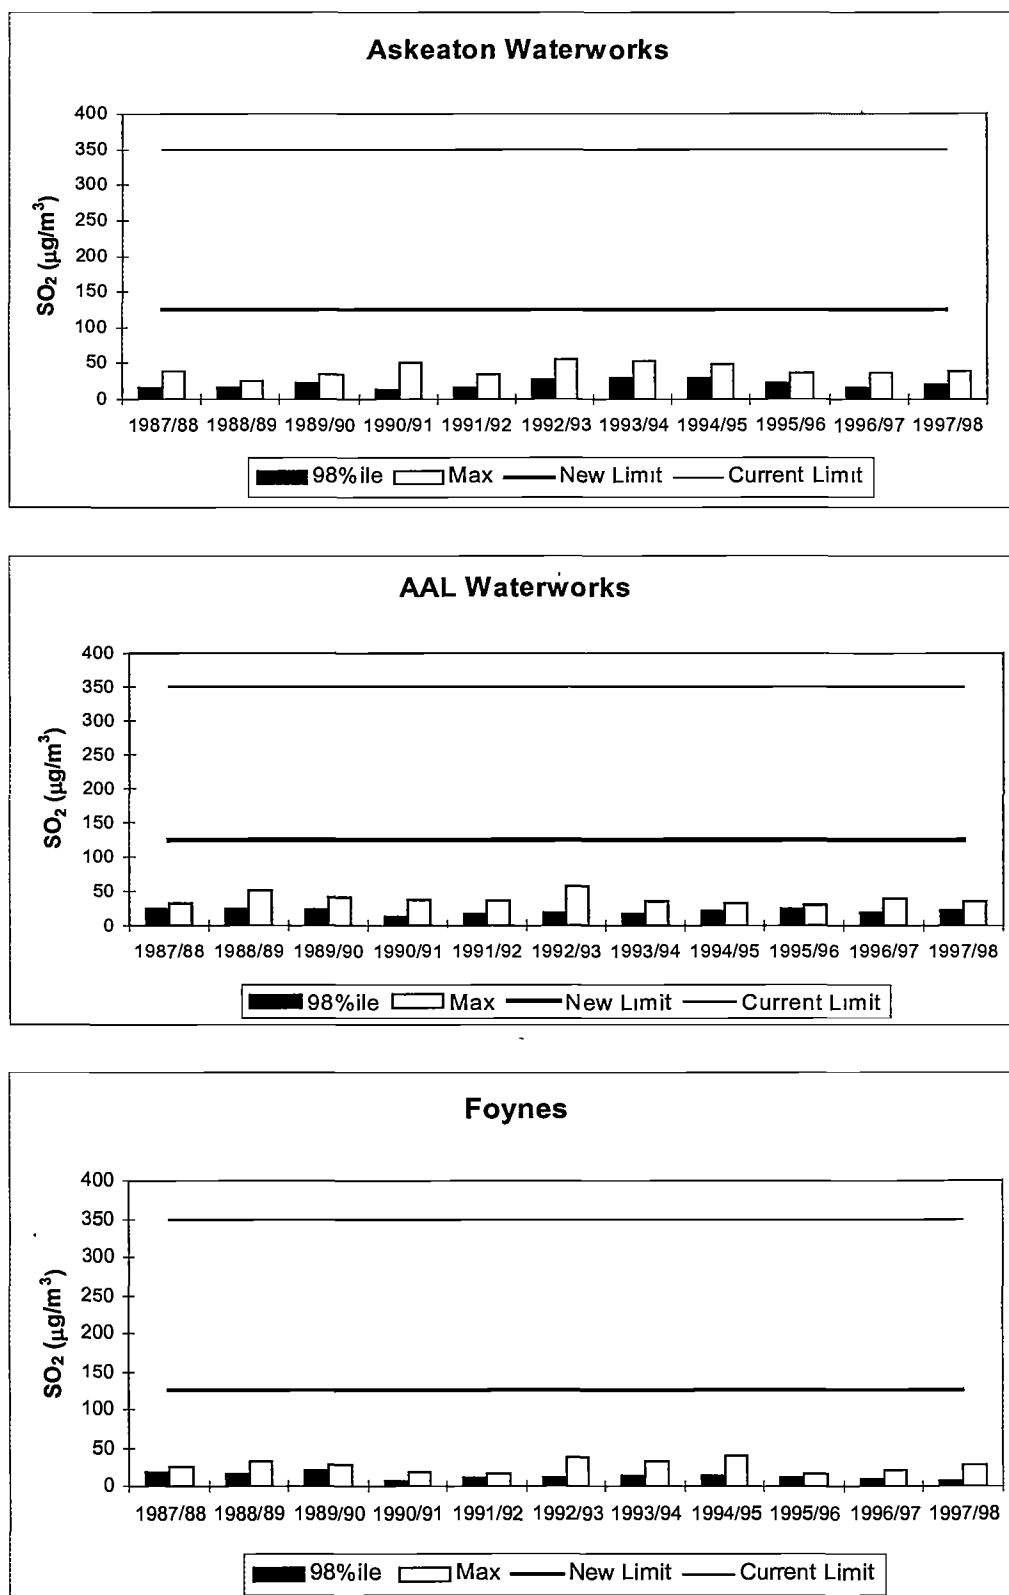 Askeaton Waterworks
400
350
300
250
200
150
100
50
0
SO₂ (µg/m³)
1987/88 1988/89 1989/90 1990/91 1991/92 1992/93 1993/94 1994/95 1995/96 1996/97 1997/98
98%ile Max New Limit Current Limit
AAL Waterworks
400
350
300
250
200
150
100
50
0
SO₂ (µg/m³)
1987/88 1988/89 1989/90 1990/91 1991/92 1992/93 1993/94 1994/95 1995/96 1996/97 1997/98
98%ile Max New Limit Current Limit
Foynes
400
350
300
250
200
150
100
50
0
SO₂ (µg/m³)
1987/88 1988/89 1989/90 1990/91 1991/92 1992/93 1993/94 1994/95 1995/96 1996/97 1997/98
98%ile Max New Limit Current Limit